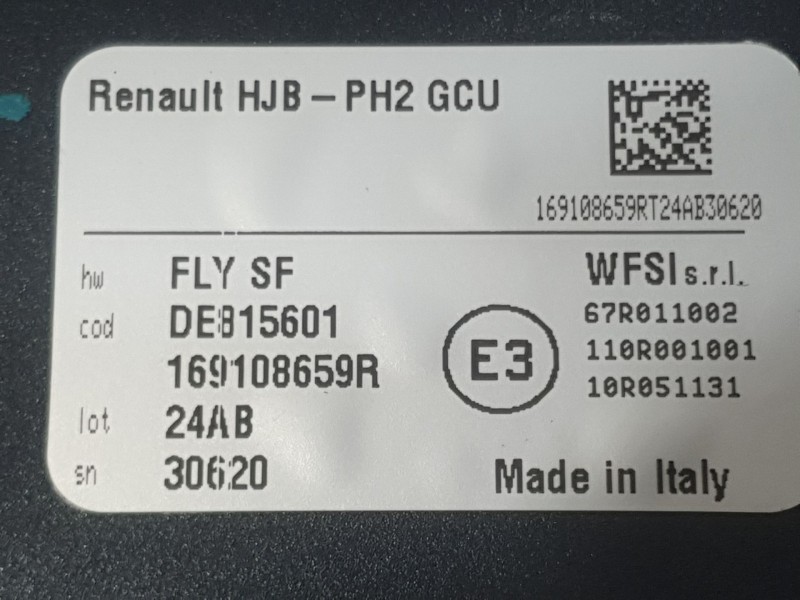 Renault HJB – PH2 GCU
169108659RT24AB30620
hw FLY SF
WFSI s.r.l.
cod DE815601
67R011002
169108659R
E3
110R001001
10R051131
lot 24AB
sn 30620
Made in Italy